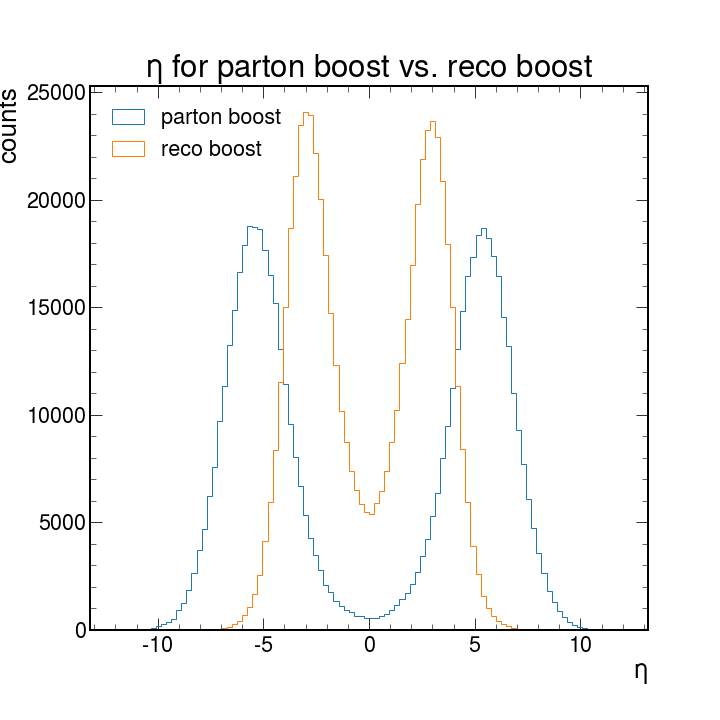 η for parton boost vs. reco boost
counts
25000
20000
15000
10000
5000
0
parton boost
reco boost
-10 -5 0 5 10
η